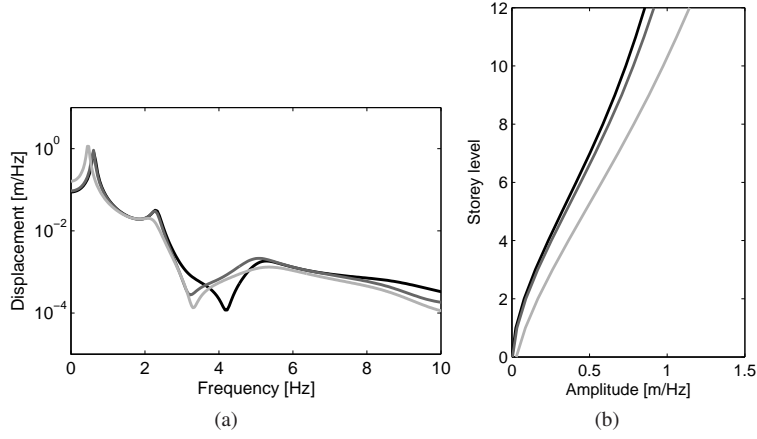 Displacement [m/Hz]
10^0
10^−2
10^−4
0 2 4 6 8 10
Frequency [Hz]
(a)
Storey level
12
10
8
6
4
2
0
0 0.5 1 1.5
Amplitude [m/Hz]
(b)